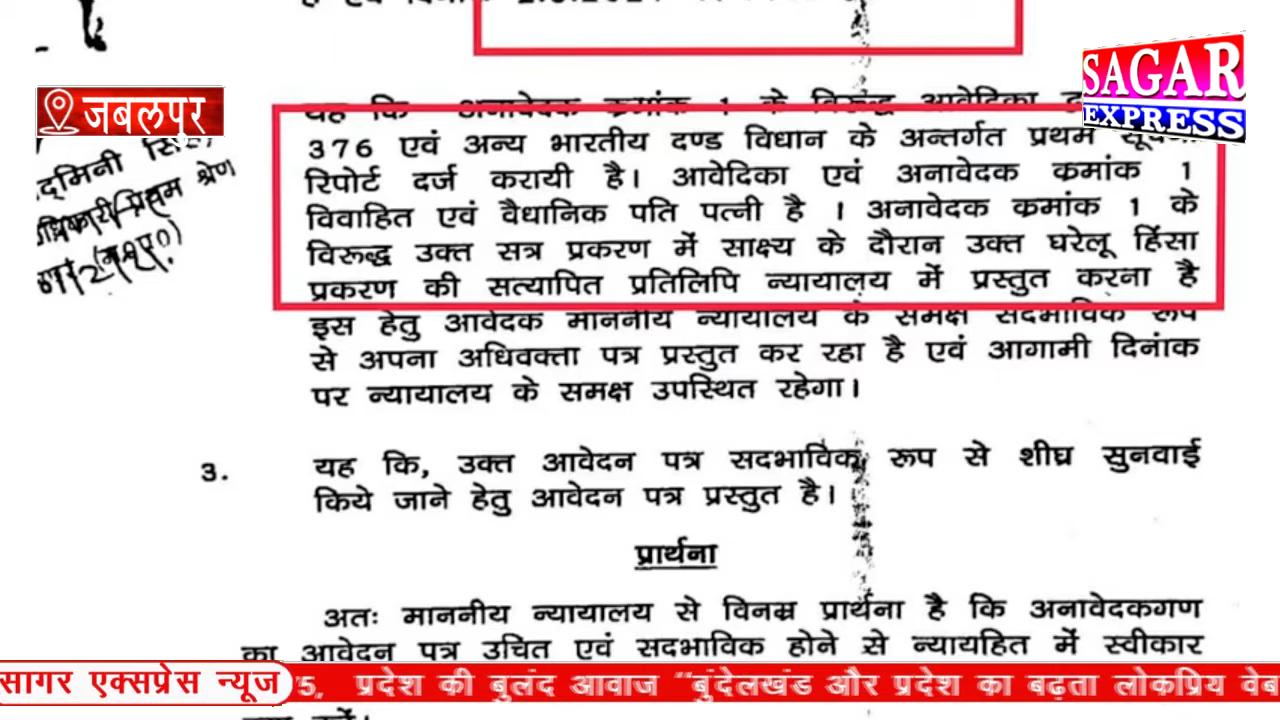 SAGAR
EXPRESS
जबलपुर
यह कि अनावेदक क्रमांक 1 के विरूद्ध आवेदिका
376 एवं अन्य भारतीय दण्ड विधान के अन्तर्गत प्रथम
रिपोर्ट दर्ज करायी है। आवेदिका एवं अनावेदक क्रमांक 1
विवाहित एवं वैधानिक पति पत्नी है । अनावेदक क्रमांक 1 के
विरूद्ध उक्त सत्र प्रकरण में साक्ष्य के दौरान उक्त घरेलू हिंसा
प्रकरण की सत्यापित प्रतिलिपि न्यायालय में प्रस्तुत करना है
इस हेतु आवेदक माननीय न्यायालय के समक्ष सदभाविक रूप
से अपना अधिवक्ता पत्र प्रस्तुत कर रहा है एवं आगामी दिनांक
पर न्यायालय के समक्ष उपस्थित रहेगा।
प्रथम श्रेण
3. यह कि, उक्त आवेदन पत्र सदभाविक रूप से शीघ्र सुनवाई
किये जाने हेतु आवेदन पत्र प्रस्तुत है।
प्रार्थना
अतः माननीय न्यायालय से विनम्र प्रार्थना है कि अनावेदकगण
का आवेदन पत्र उचित एवं सदभाविक होने से न्यायहित में स्वीकार
सागर एक्सप्रेस न्यूज 75, प्रदेश की बुलंद आवाज "बुंदेलखंड और प्रदेश का बढ़ता लोकप्रिय वेब